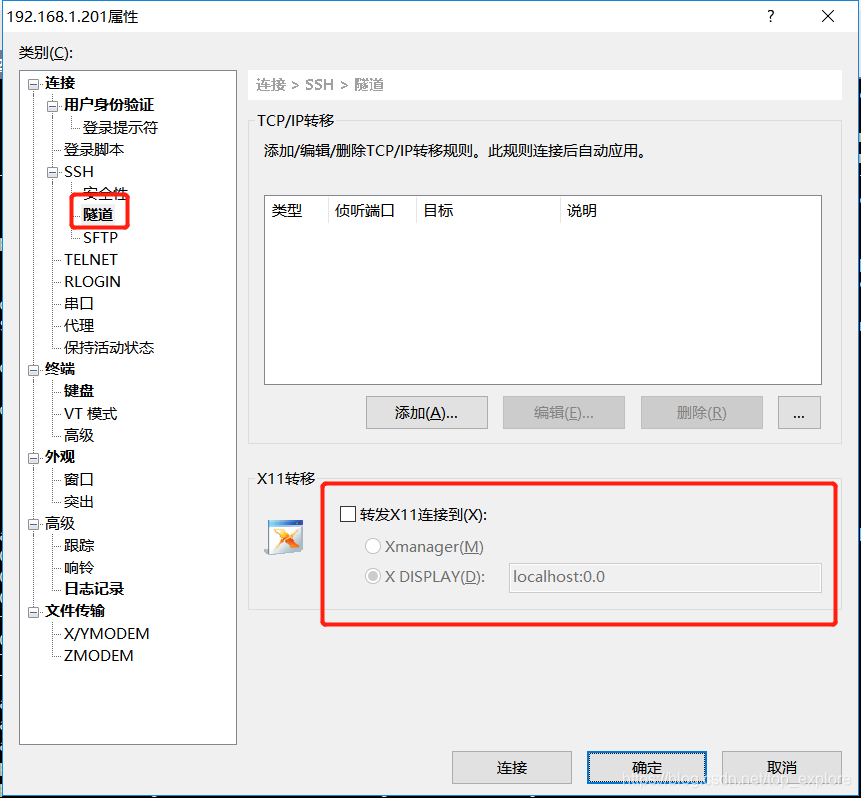 192.168.1.201属性
?
类别(C):
连接
用户身份验证
登录提示符
登录脚本
SSH
安全性
隧道
SFTP
TELNET
RLOGIN
串口
代理
保持活动状态
终端
键盘
VT 模式
高级
外观
窗口
突出
高级
跟踪
响铃
日志记录
文件传输
X/YMODEM
ZMODEM
连接 > SSH > 隧道
TCP/IP转移
添加/编辑/删除TCP/IP转移规则。此规则连接后自动应用。
类型 侦听端口 目标 说明
添加(A)... 编辑(E)... 删除(R) ...
X11转移
转发X11连接到(X):
Xmanager(M)
X DISPLAY(D): localhost:0.0
连接 确定 取消
https://blog.csdn.net/log_explore